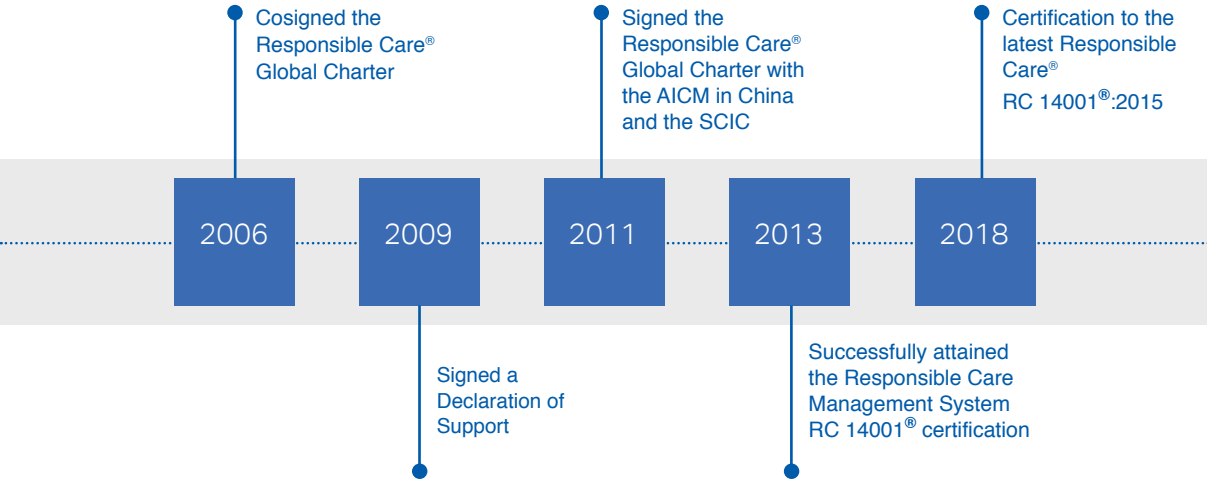 Cosigned the
Responsible Care®
Global Charter
Signed the
Responsible Care®
Global Charter with
the AICM in China
and the SCIC
Certification to the
latest Responsible
Care®
RC 14001®:2015
2006
2009
2011
2013
2018
Signed a
Declaration of
Support
Successfully attained
the Responsible Care
Management System
RC 14001® certification